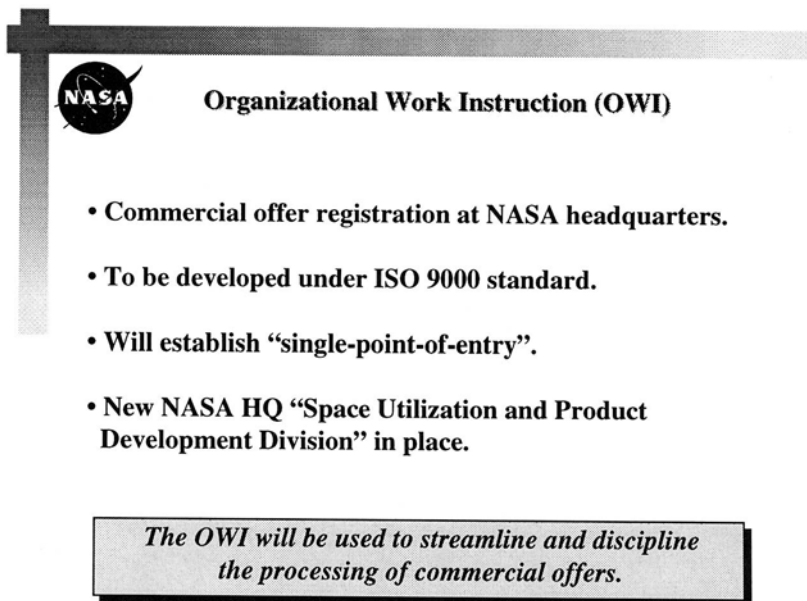 NASA
Organizational Work Instruction (OWI)
• Commercial offer registration at NASA headquarters.
• To be developed under ISO 9000 standard.
• Will establish “single-point-of-entry”.
• New NASA HQ “Space Utilization and Product
Development Division” in place.
The OWI will be used to streamline and discipline
the processing of commercial offers.